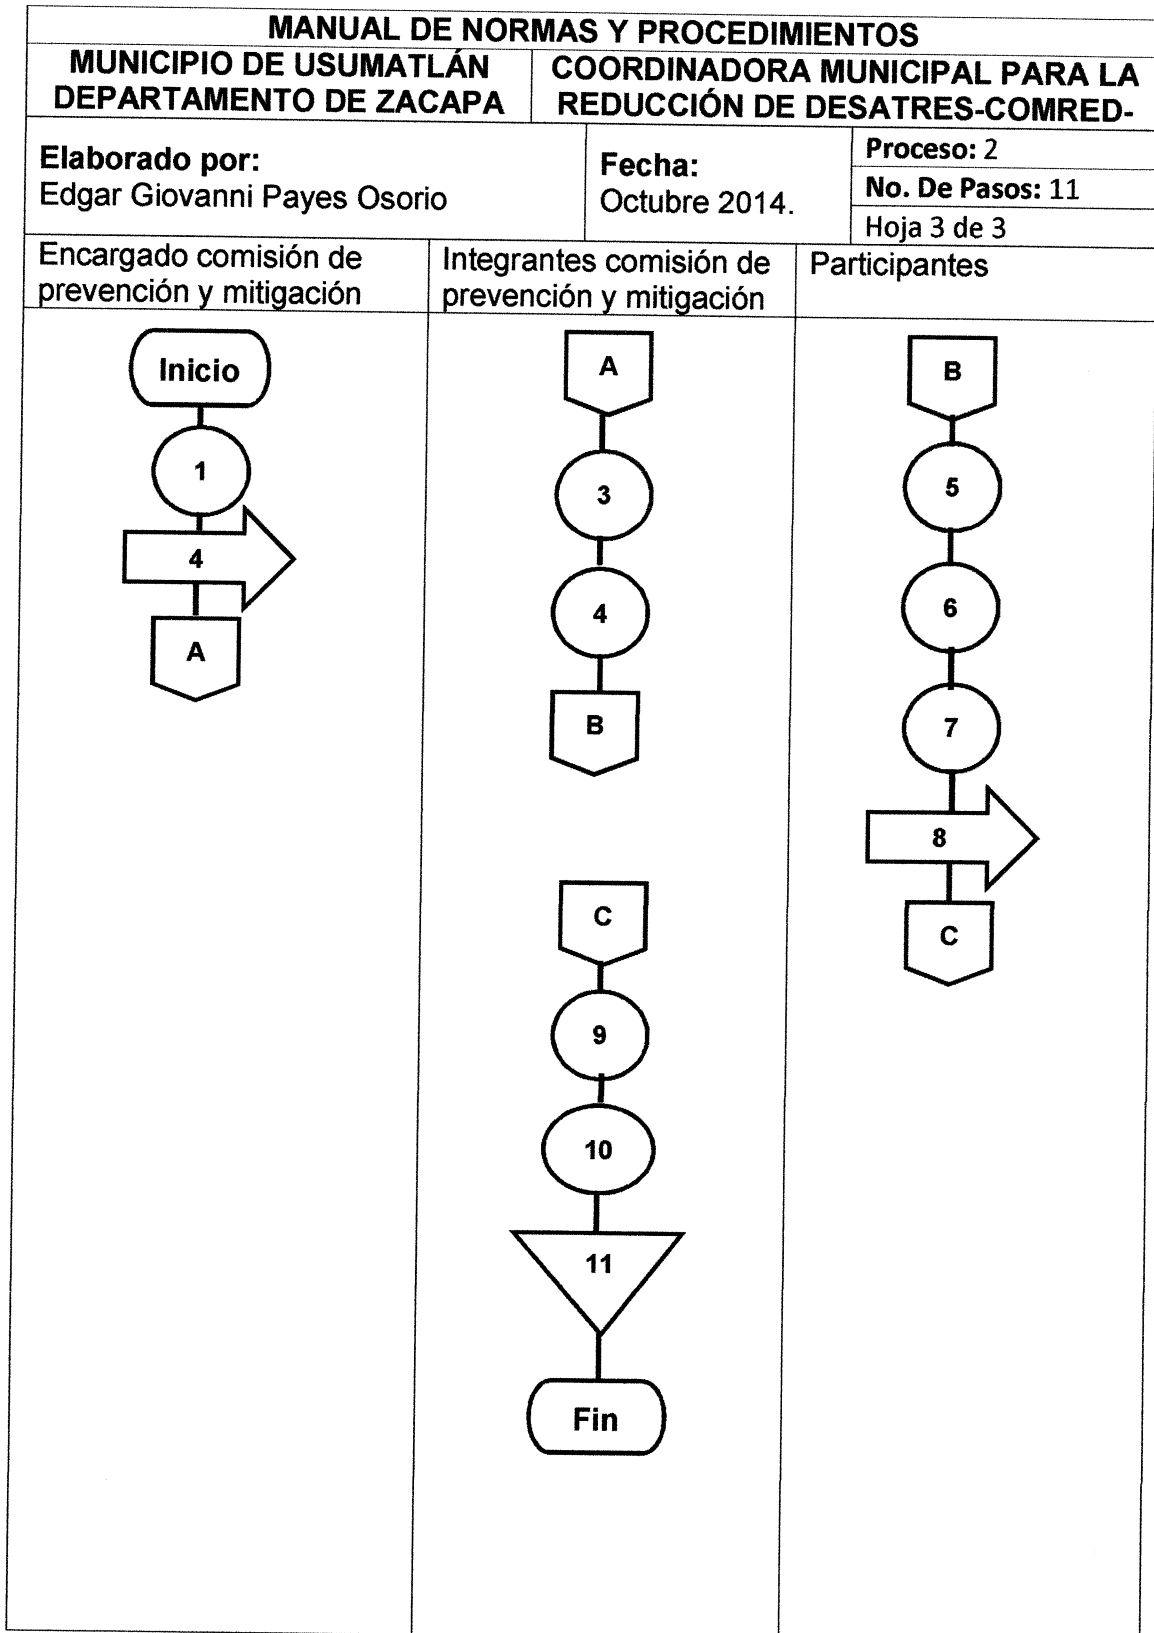 MANUAL DE NORMAS Y PROCEDIMIENTOS
MUNICIPIO DE USUMATLÁN
DEPARTAMENTO DE ZACAPA
COORDINADORA MUNICIPAL PARA LA
REDUCCIÓN DE DESATRES-COMRED-
Elaborado por:
Edgar Giovanni Payes Osorio
Fecha:
Octubre 2014.
Proceso: 2
No. De Pasos: 11
Hoja 3 de 3
Encargado comisión de
prevención y mitigación
Integrantes comisión de
prevención y mitigación
Participantes
Inicio
1
4
A
A
3
4
B
C
9
10
11
Fin
B
5
6
7
8
C